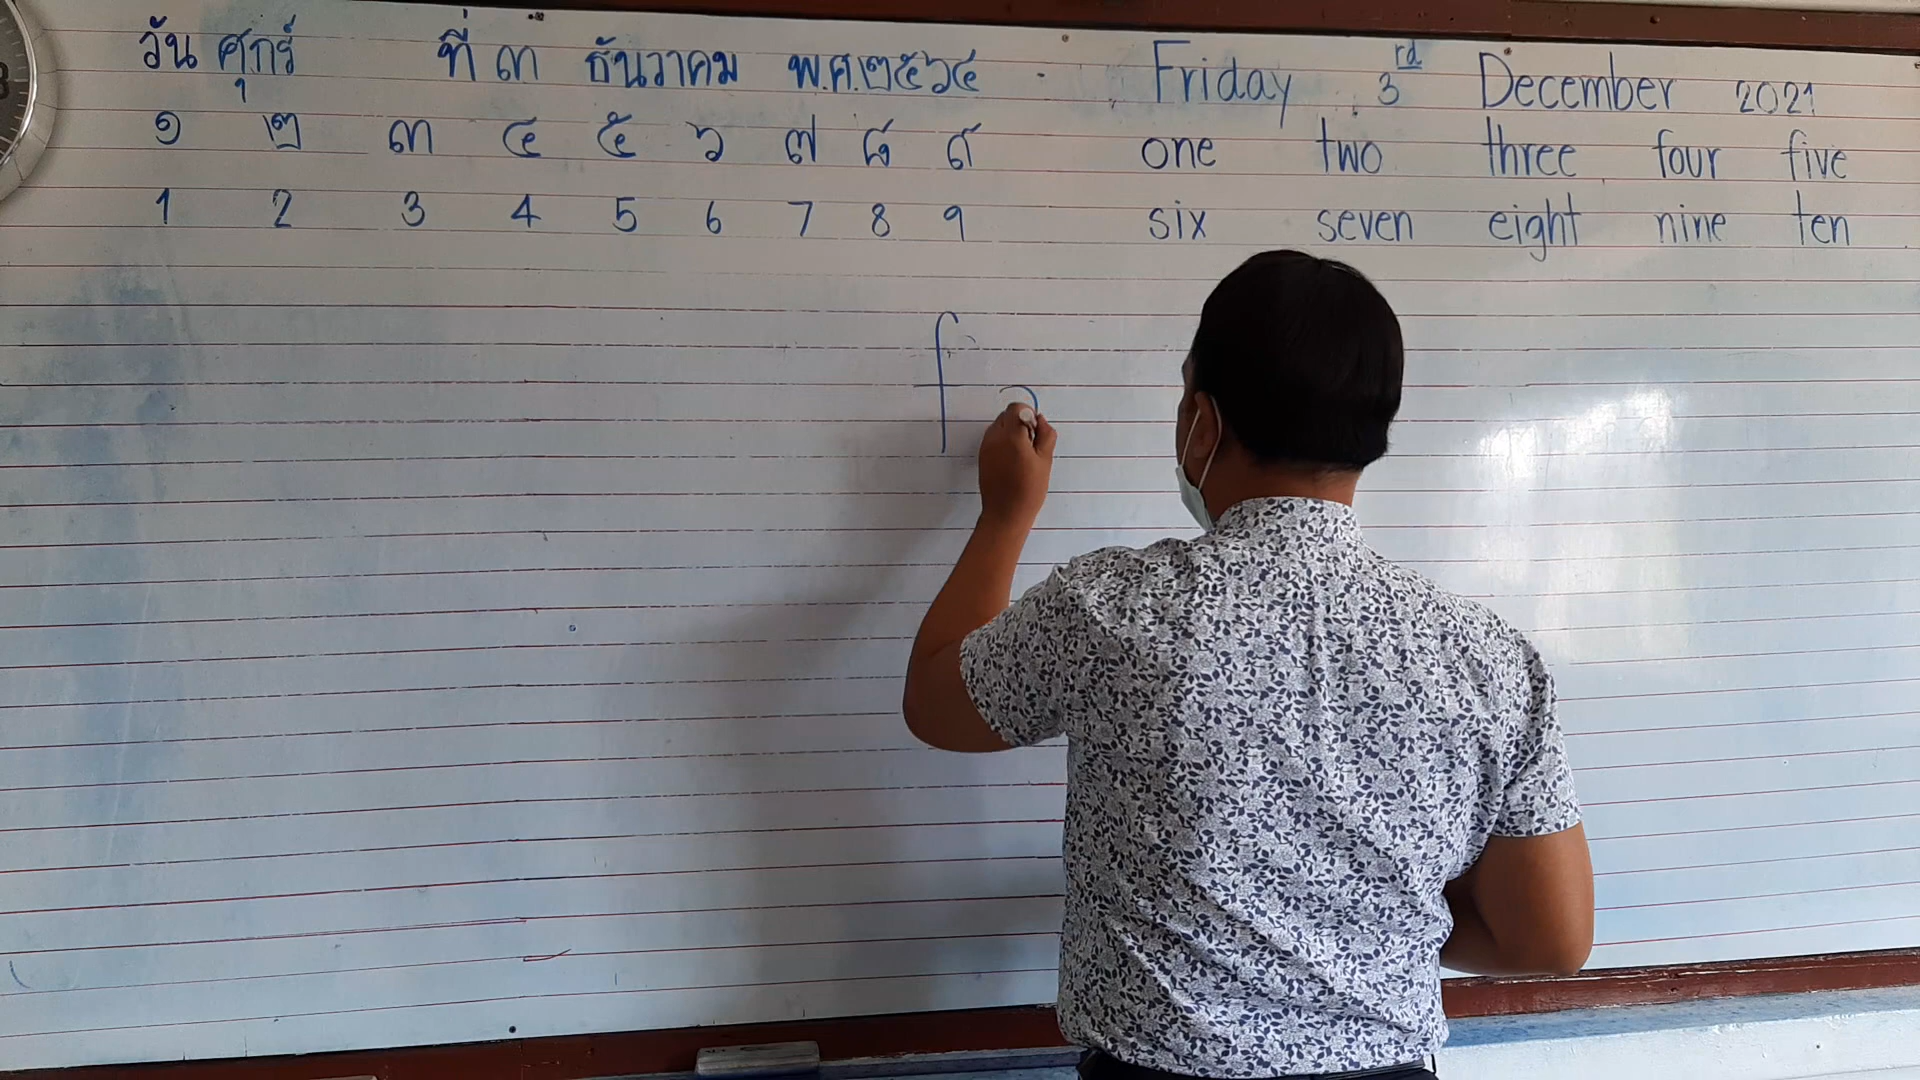 วัน ศุกร์ ที่ ๓ ธันวาคม พ.ศ.๒๕๖๔ Friday 3rd December 2021
๑ ๒ ๓ ๔ ๕ ๖ ๗ ๘ ๙ one two three four five
1 2 3 4 5 6 7 8 9 six seven eight nine ten
f